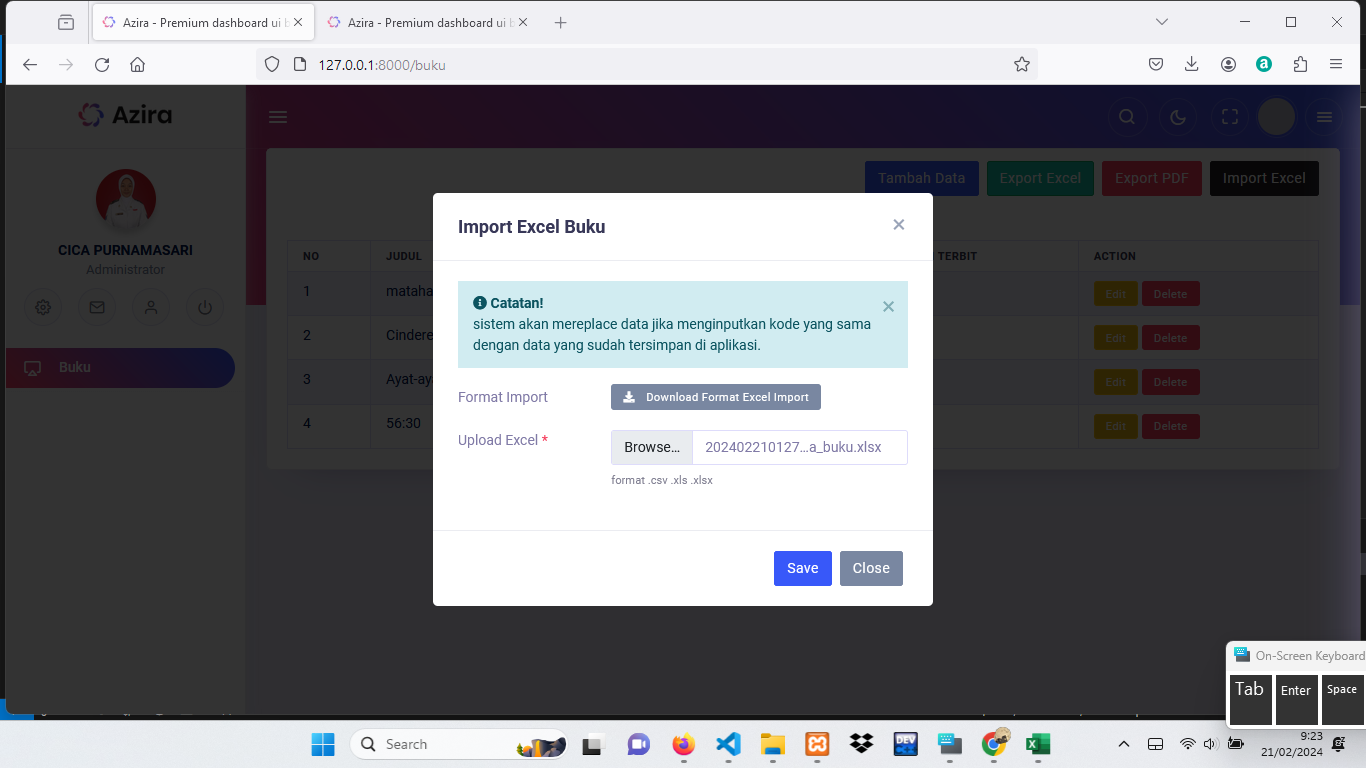 Azira - Premium dashboard ui b
Azira - Premium dashboard ui b
127.0.0.1:8000/buku
a
Azira
Tambah Data
Export Excel
Export PDF
Import Excel
CICA PURNAMASARI
Administrator
Buku
NO
JUDUL
TERBIT
ACTION
1
mataha
Edit
Delete
2
Cindere
Edit
Delete
3
Ayat-aya
Edit
Delete
4
56:30
Edit
Delete
Import Excel Buku
×
Catatan!
sistem akan mereplace data jika menginputkan kode yang sama
dengan data yang sudah tersimpan di aplikasi.
×
Format Import
Download Format Excel Import
Upload Excel *
Browse...
202402210127...a_buku.xlsx
format .csv .xls .xlsx
Save
Close
On-Screen Keyboard
Tab
Enter
Space
Search
DEV
9:23
21/02/2024